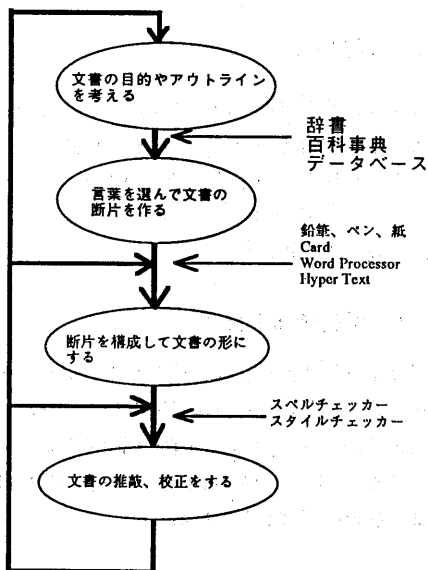 文書の目的やアウトライン
を考える
辞書
百科事典
データベース
言葉を選んで文書の
断片を作る
鉛筆、ペン、紙
Card
Word Processor
Hyper Text
断片を構成して文書の形に
する
スペルチェッカー
スタイルチェッカー
文書の推敲、校正をする